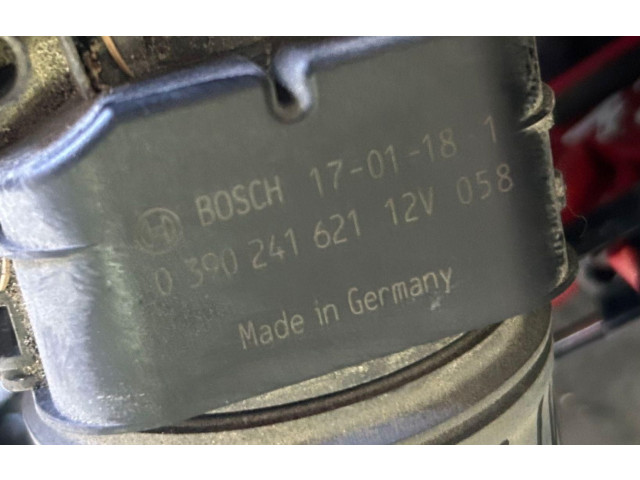 BOSCH 17-01-18 1
0 390 241 621 12V 058
Made in Germany